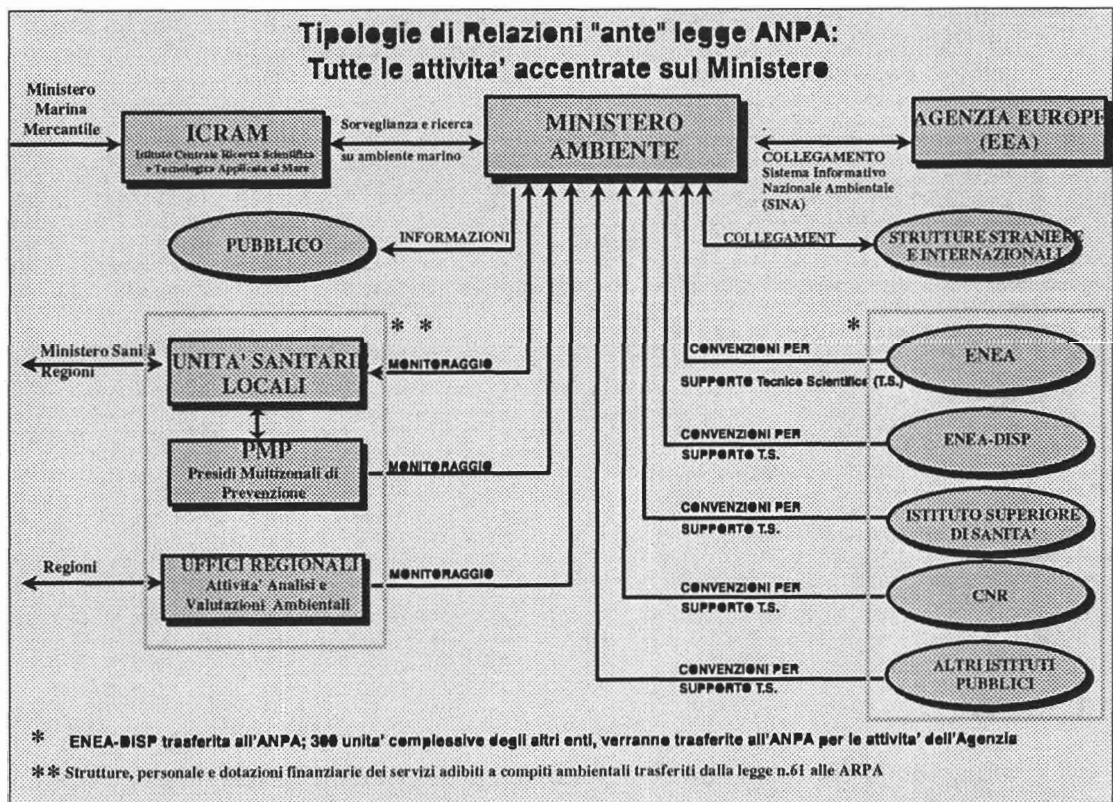 Tipologie di Relazioni "ante" legge ANPA:
Tutte le attivita' accentrate sul Ministero
Ministero
Marina
Mercantile
ICRAM
Istituto Centrale Ricerca Scientifica
e Tecnologica Applicata al Mare
Sorveglianza e ricerca
su ambiente marino
MINISTERO
AMBIENTE
COLLEGAMENTO
Sistema Informativo
Nazionale Ambientale
(SINA)
AGENZIA EUROPE
(EEA)
PUBBLICO
INFORMAZIONI
COLLEGAMENT
STRUTTURE STRANIERE
E INTERNAZIONALI
* *
Ministero Sanià
Regioni
UNITA' SANITARIE
LOCALI
MONITORAGGIO
PMP
Presidi Multizonali di
Prevenzione
MONITORAGGIO
Regioni
UFFICI REGIONALI
Attivita' Analisi e
Valutazioni Ambientali
MONITORAGGIO
*
CONVENZIONI PER
SUPPORTO Tecnico Scientifico (T.S.)
ENEA
CONVENZIONI PER
SUPPORTO T.S.
ENEA-DISP
CONVENZIONI PER
SUPPORTO T.S.
ISTITUTO SUPERIORE
DI SANITA'
CONVENZIONI PER
SUPPORTO T.S.
CNR
CONVENZIONI PER
SUPPORTO T.S.
ALTRI ISTITUTI
PUBBLICI
* ENEA-DISP trasferita all'ANPA; 300 unita' complessive degli altri enti, verranno trasferite all'ANPA per le attivita' dell'Agenzia
** Strutture, personale e dotazioni finanziarie dei servizi adibiti a compiti ambientali trasferiti dalla legge n.61 alle ARPA